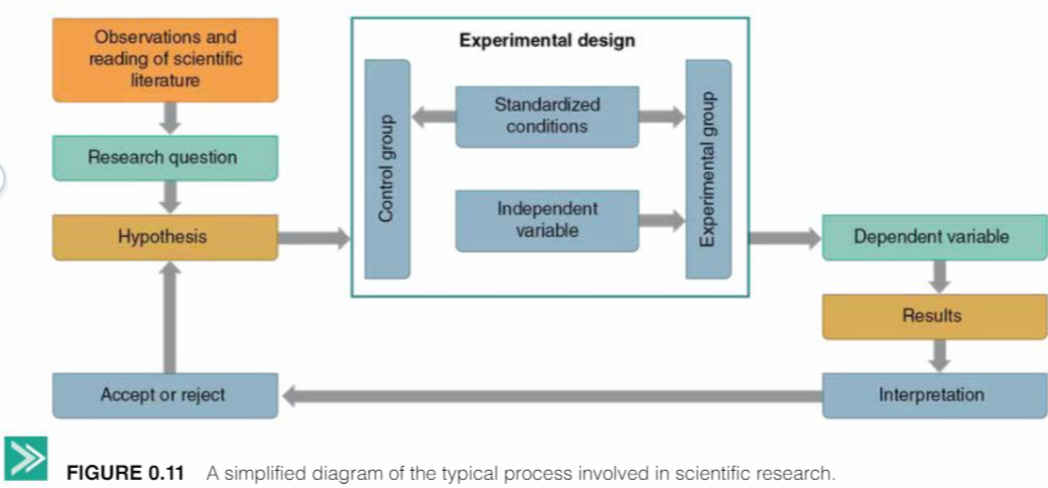 Observations and
reading of scientific
literature
Research question
Hypothesis
Accept or reject
Experimental design
Control group
Standardized
conditions
Independent
variable
Experimental group
Dependent variable
Results
Interpretation
FIGURE 0.11 A simplified diagram of the typical process involved in scientific research.